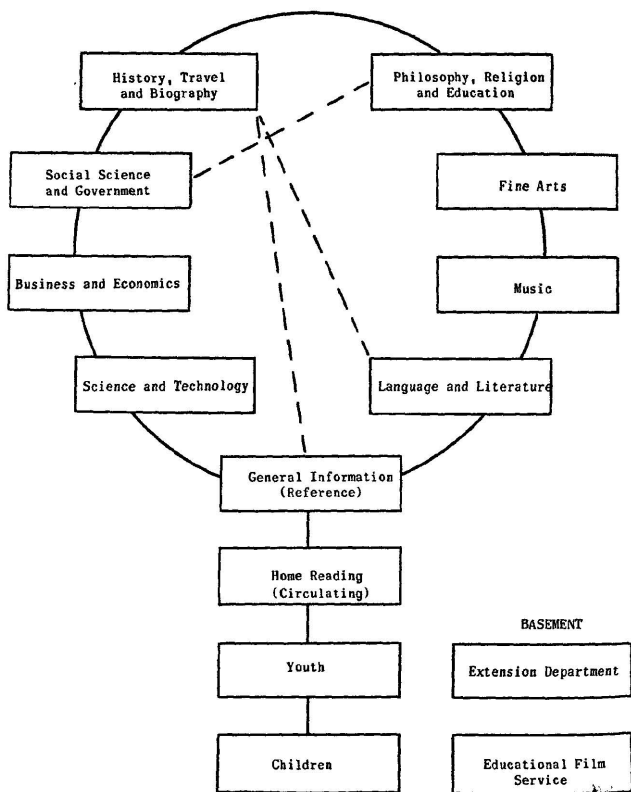 History, Travel
and Biography
Philosophy, Religion
and Education
Social Science
and Government
Fine Arts
Business and Economics
Music
Science and Technology
Language and Literature
General Information
(Reference)
Home Reading
(Circulating)
BASEMENT
Youth
Extension Department
Children
Educational Film
Service